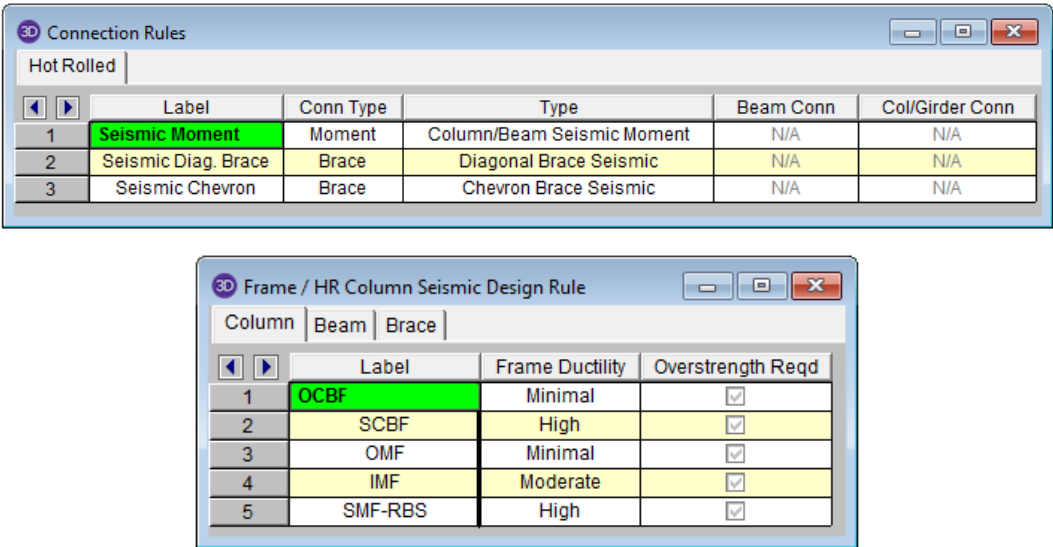 3D Connection Rules
Hot Rolled
Label Conn Type Type Beam Conn Col/Girder Conn
1 Seismic Moment Moment Column/Beam Seismic Moment N/A N/A
2 Seismic Diag. Brace Brace Diagonal Brace Seismic N/A N/A
3 Seismic Chevron Brace Chevron Brace Seismic N/A N/A
3D Frame / HR Column Seismic Design Rule
Column Beam Brace
Label Frame Ductility Overstrength Reqd
1 OCBF Minimal
2 SCBF High
3 OMF Minimal
4 IMF Moderate
5 SMF-RBS High